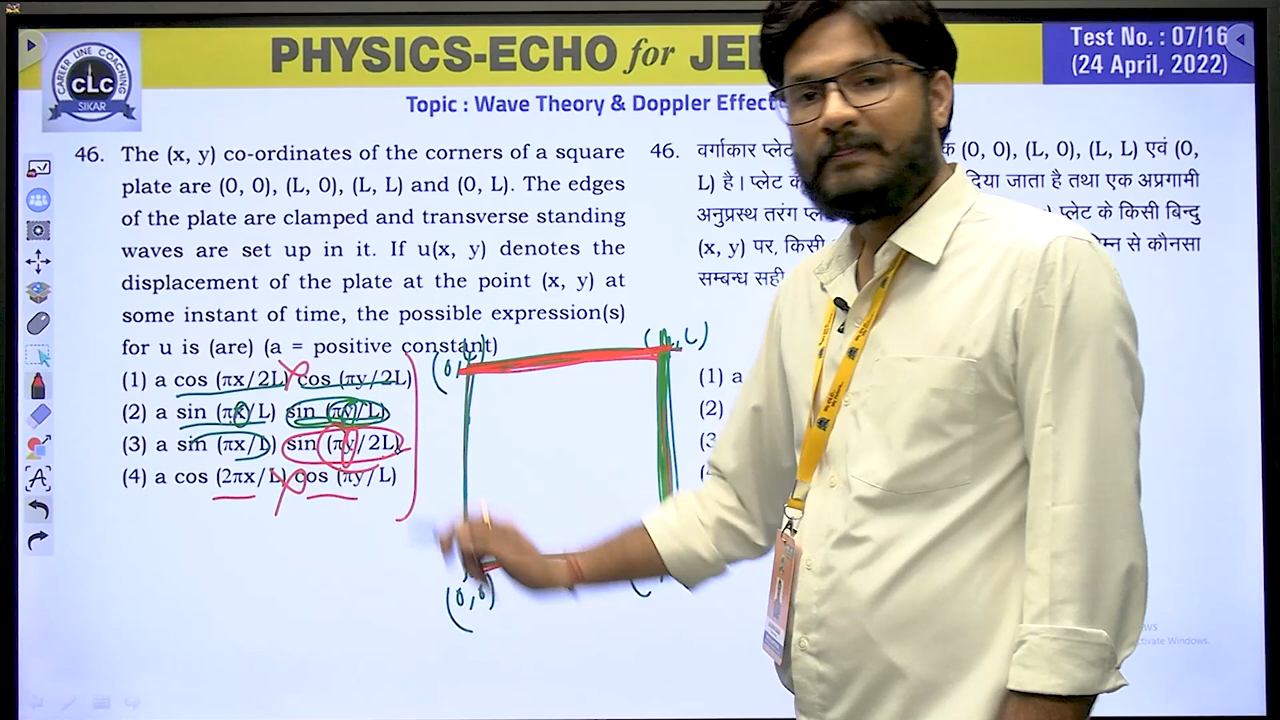 PHYSICS-ECHO for JEE
Test No. : 07/16
(24 April, 2022)
CAREER LINE COACHING
CLC
SIKAR
Topic : Wave Theory & Doppler Effect
46. The (x, y) co-ordinates of the corners of a square
plate are (0, 0), (L, 0), (L, L) and (0, L). The edges
of the plate are clamped and transverse standing
waves are set up in it. If u(x, y) denotes the
displacement of the plate at the point (x, y) at
some instant of time, the possible expression(s)
for u is (are) (a = positive constant)
(1) a cos (πx/2L) cos (πy/2L)
(2) a sin (πx/L) sin (πy/L)
(3) a sin (πx/L) sin (πy/2L)
(4) a cos (2πx/L) cos (πy/L)
46. वर्गाकार प्लेट (0, 0), (L, 0), (L, L) एवं (0,
L) है। प्लेट दिया जाता है तथा एक अप्रगामी
अनुप्रस्थ तरंग प्लेट के किसी बिन्दु
(x, y) पर, किसी से कौनसा
सम्बन्ध सही
(1) a
(2)
(0, 0)